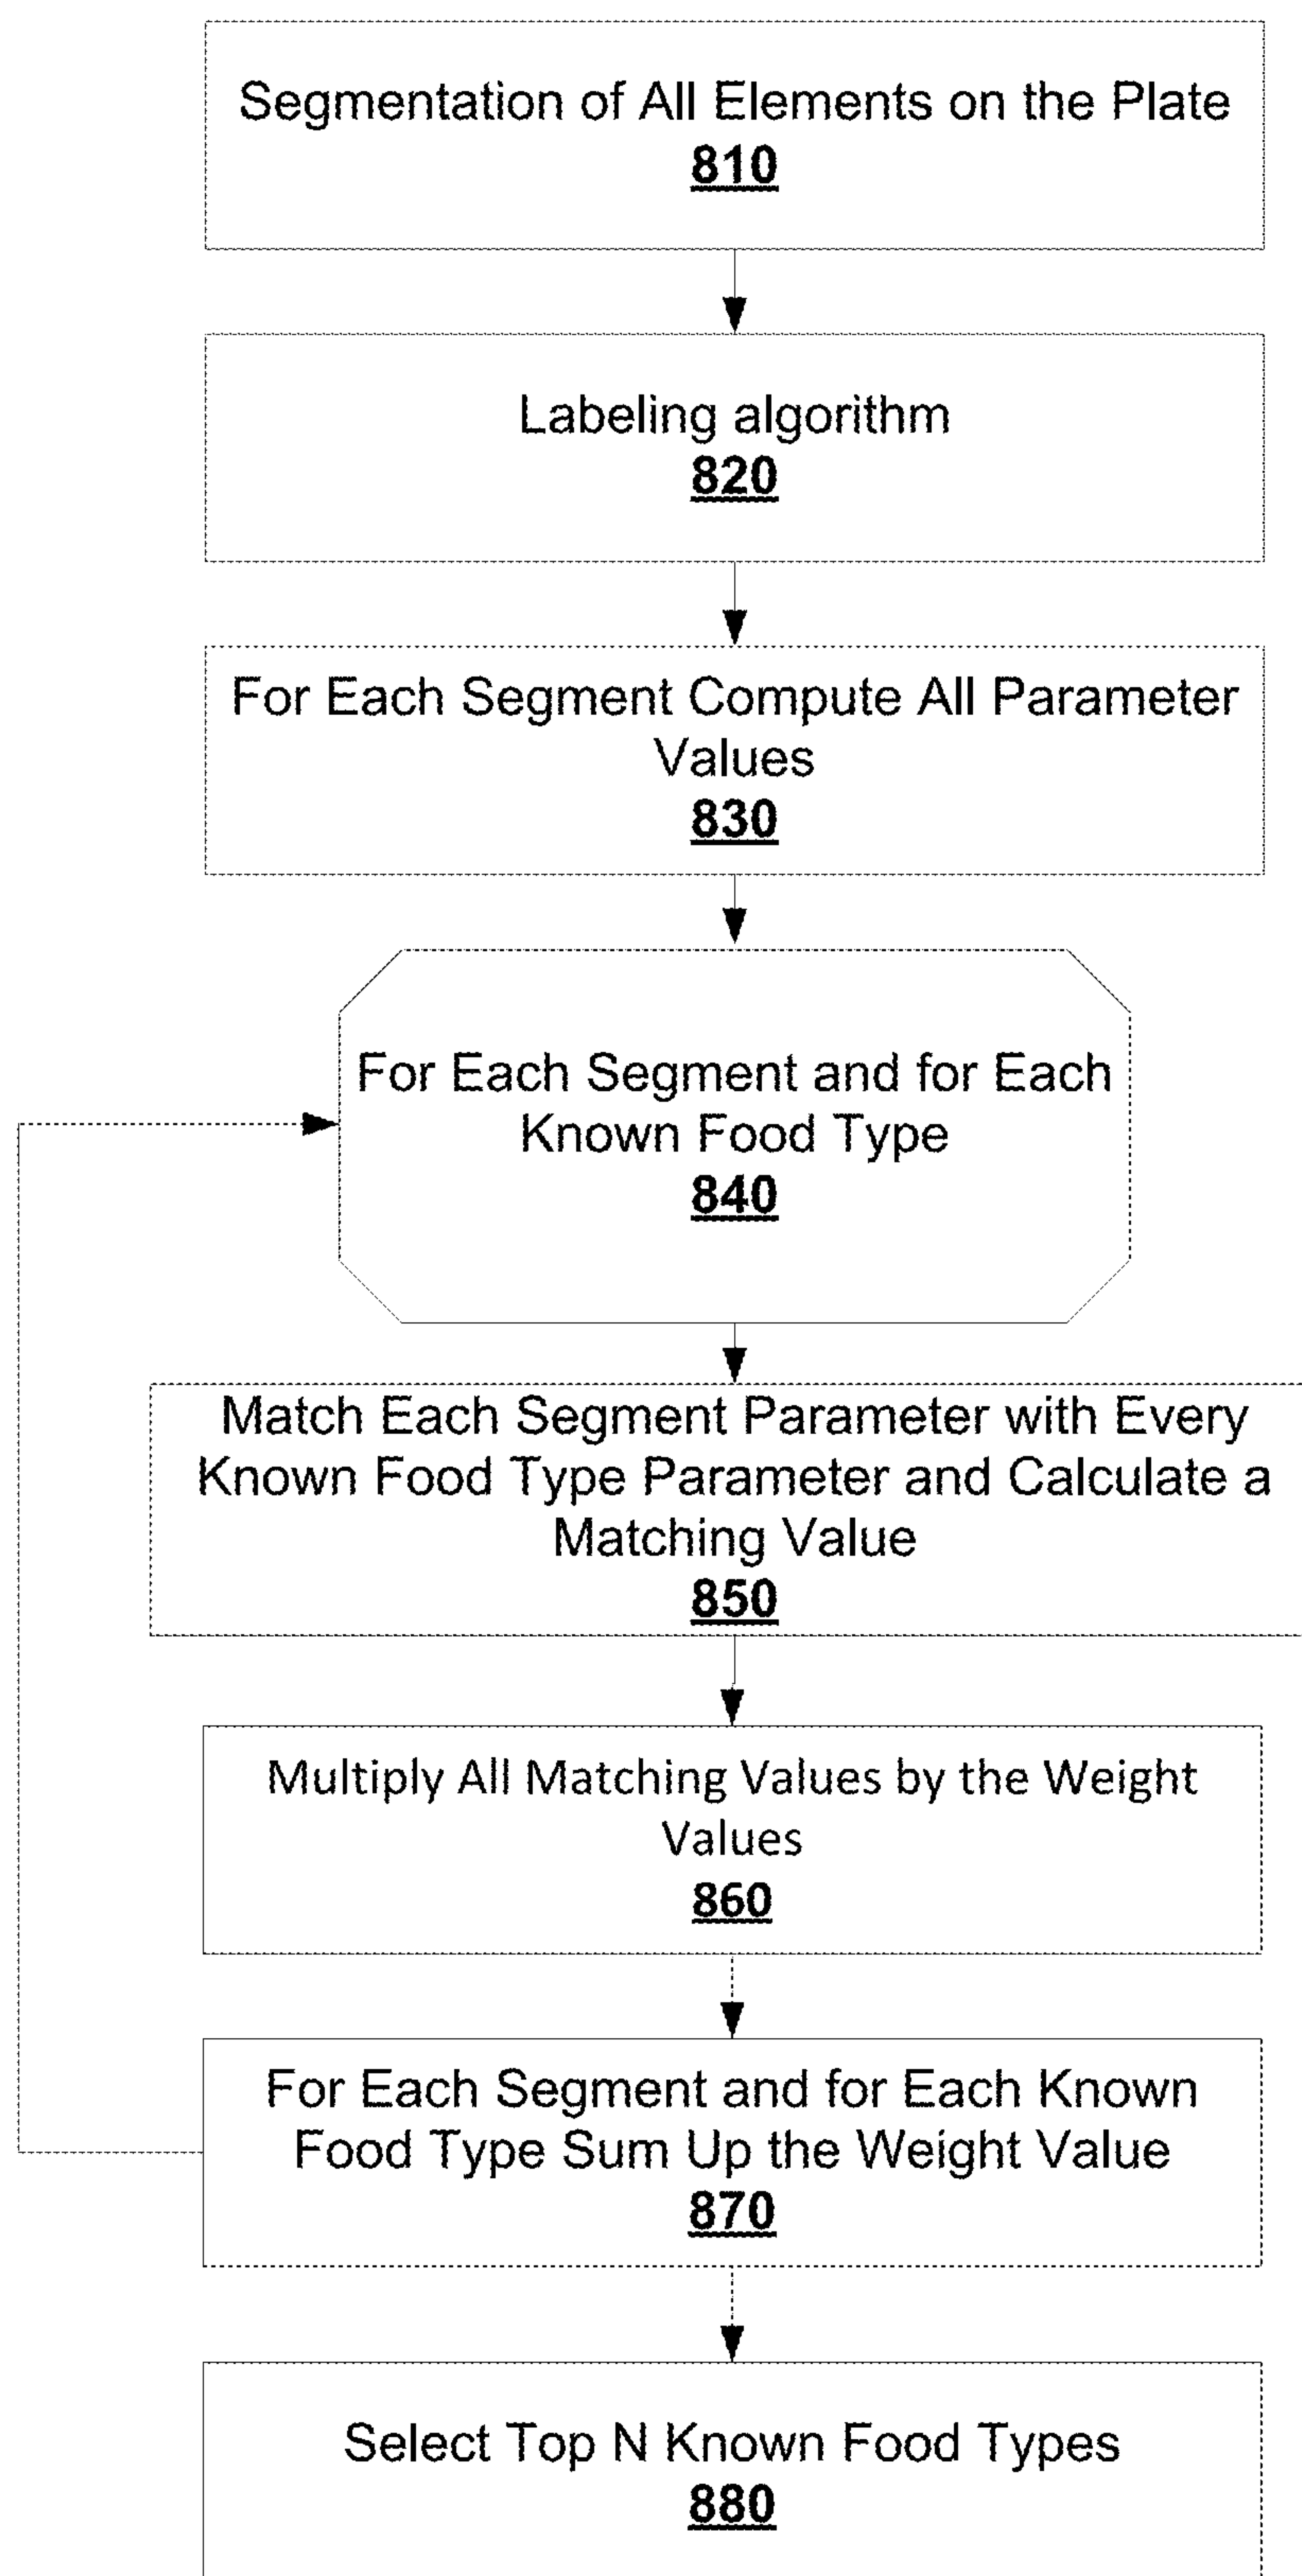 Segmentation of All Elements on the Plate
810
Labeling algorithm
820
For Each Segment Compute All Parameter
Values
830
For Each Segment and for Each
Known Food Type
840
Match Each Segment Parameter with Every
Known Food Type Parameter and Calculate a
Matching Value
850
Multiply All Matching Values by the Weight
Values
860
For Each Segment and for Each Known
Food Type Sum Up the Weight Value
870
Select Top N Known Food Types
880